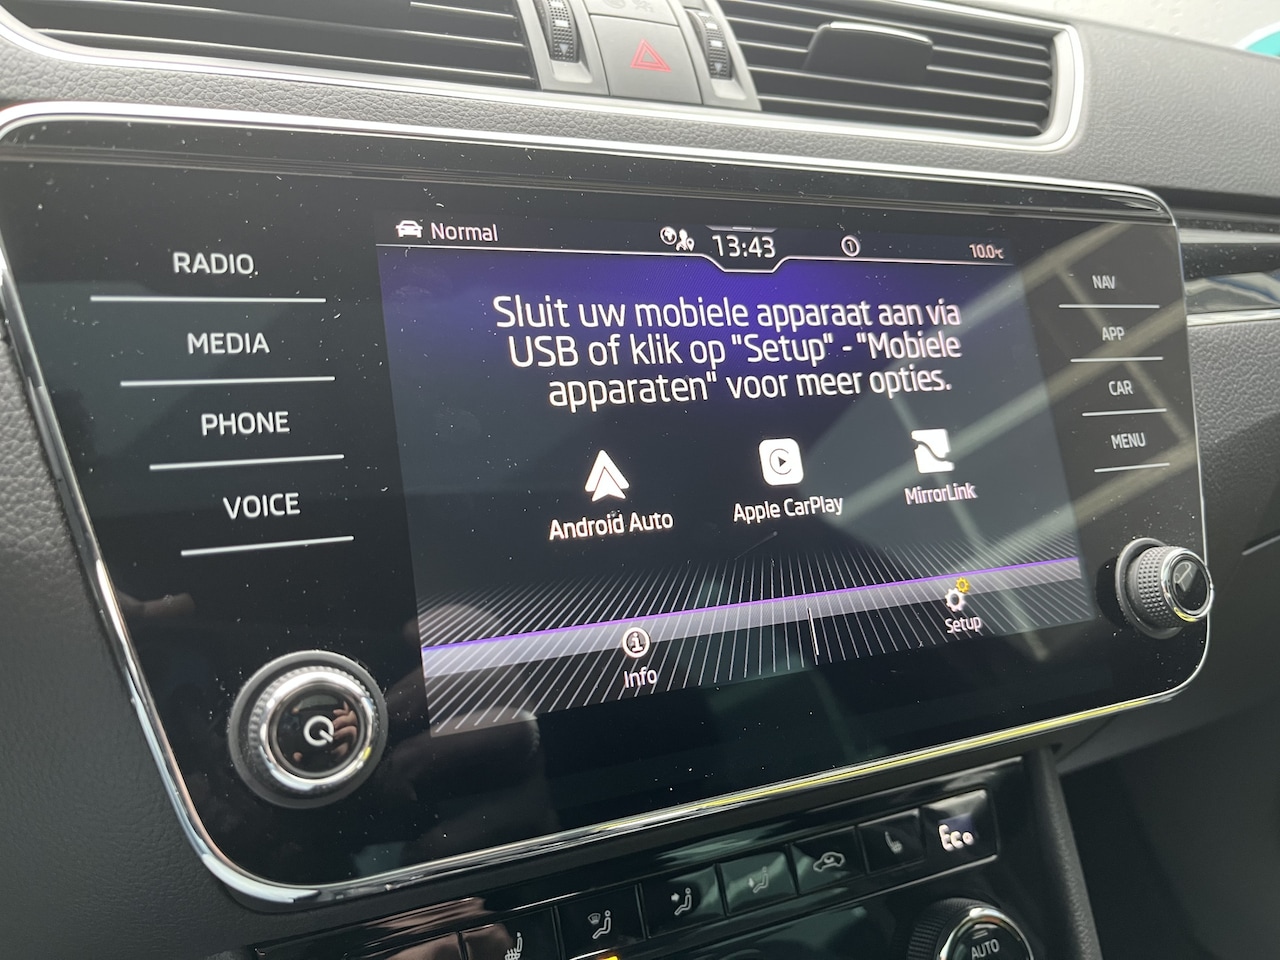 Normal
13:43
1
10.0°C
RADIO
MEDIA
PHONE
VOICE
Sluit uw mobiele apparaat aan via
USB of klik op "Setup" - "Mobiele
apparaten" voor meer opties.
Android Auto
Apple CarPlay
MirrorLink
Info
Setup
NAV
APP
CAR
MENU
Eco
AUTO